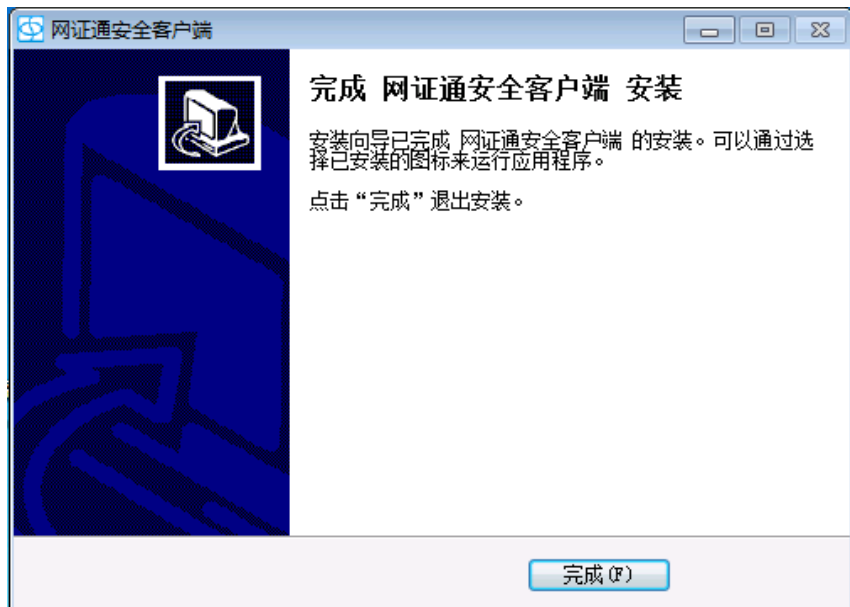 网证通安全客户端
完成 网证通安全客户端 安装
安装向导已完成 网证通安全客户端 的安装。可以通过选
择已安装的图标来运行应用程序。
点击“完成”退出安装。
完成(F)